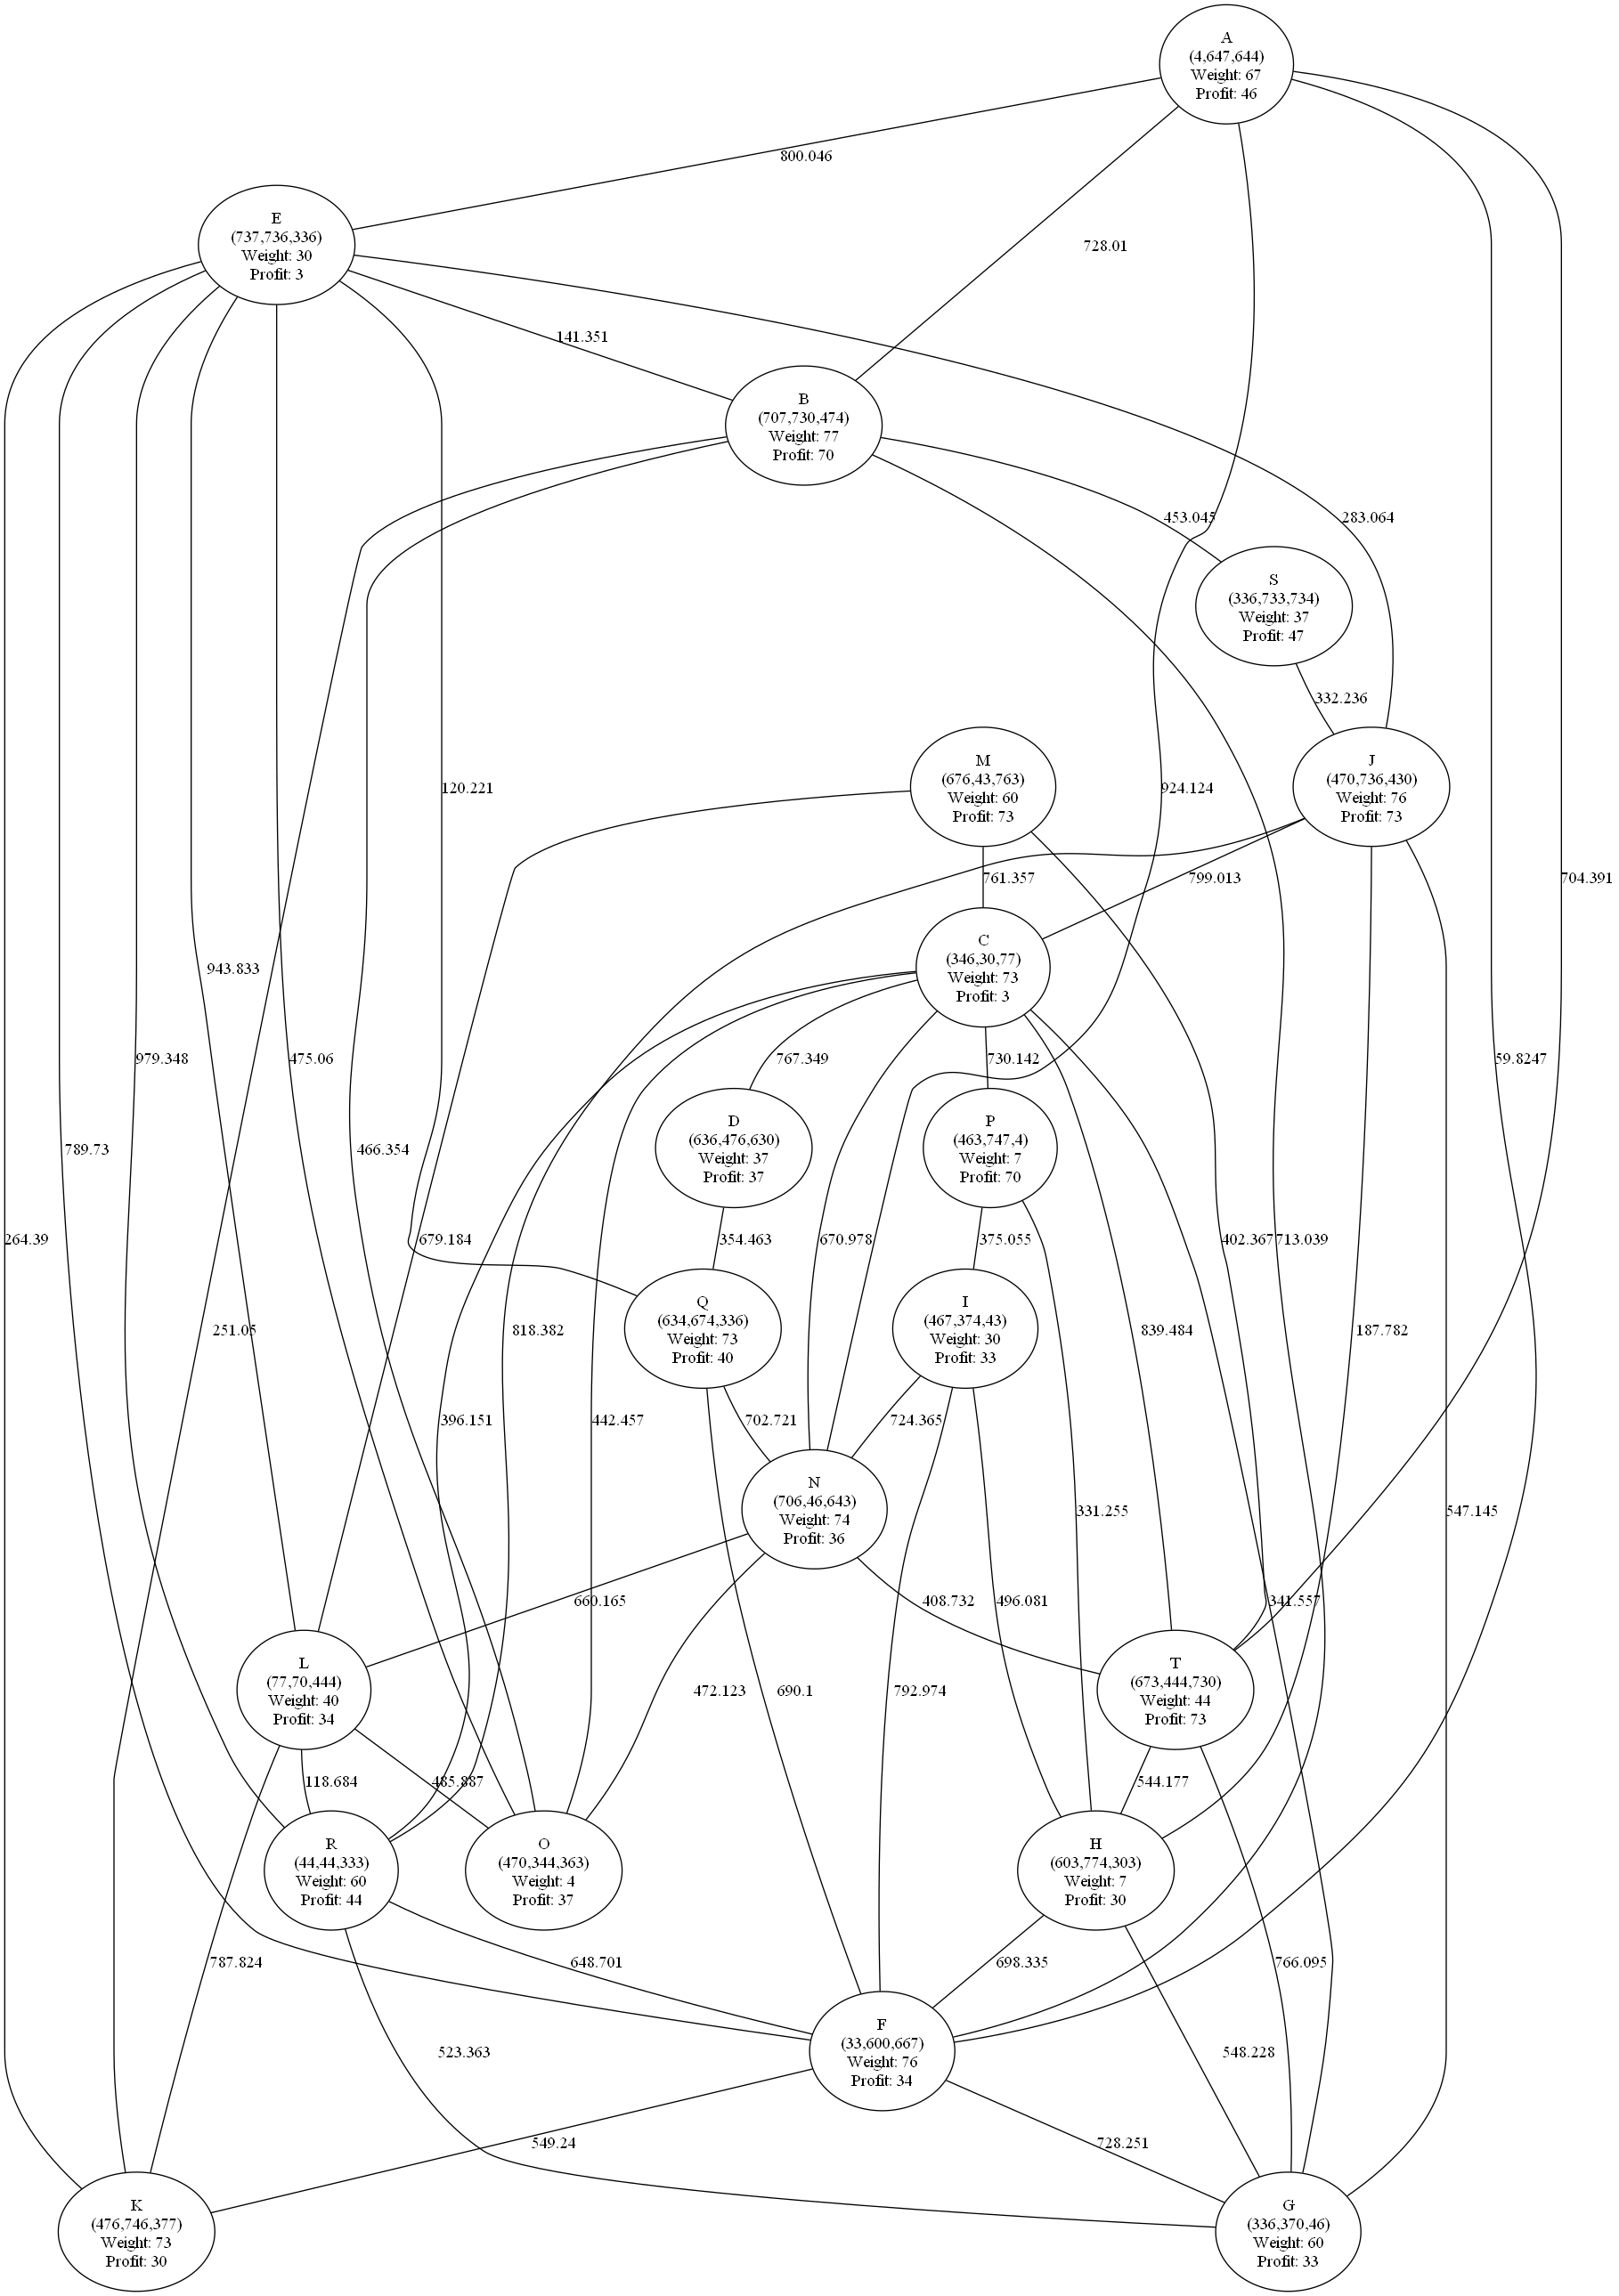 A
(4,647,644)
Weight: 67
Profit: 46
800.046
E
(737,736,336)
Weight: 30
Profit: 3
728.01
141.351
B
(707,730,474)
Weight: 77
Profit: 70
453.045
283.064
S
(336,733,734)
Weight: 37
Profit: 47
332.236
M
(676,43,763)
Weight: 60
Profit: 73
J
(470,736,430)
Weight: 76
Profit: 73
120.221
924.124
704.391
761.357
799.013
C
(346,30,77)
Weight: 73
Profit: 3
943.833
979.348
475.06
767.349
730.142
59.8247
D
(636,476,630)
Weight: 37
Profit: 37
P
(463,747,4)
Weight: 7
Profit: 70
789.73
466.354
264.39
679.184
354.463
670.978
375.055
402.367
713.039
Q
(634,674,336)
Weight: 73
Profit: 40
I
(467,374,43)
Weight: 30
Profit: 33
251.05
818.382
839.484
187.782
396.151
442.457
702.721
724.365
N
(706,46,643)
Weight: 74
Profit: 36
331.255
547.145
660.165
408.732
496.081
341.557
L
(77,70,444)
Weight: 40
Profit: 34
472.123
690.1
792.974
T
(673,444,730)
Weight: 44
Profit: 73
118.684
485.887
544.177
R
(44,44,333)
Weight: 60
Profit: 44
O
(470,344,363)
Weight: 4
Profit: 37
H
(603,774,303)
Weight: 7
Profit: 30
787.824
648.701
698.335
766.095
F
(33,600,667)
Weight: 76
Profit: 34
523.363
548.228
549.24
728.251
K
(476,746,377)
Weight: 73
Profit: 30
G
(336,370,46)
Weight: 60
Profit: 33